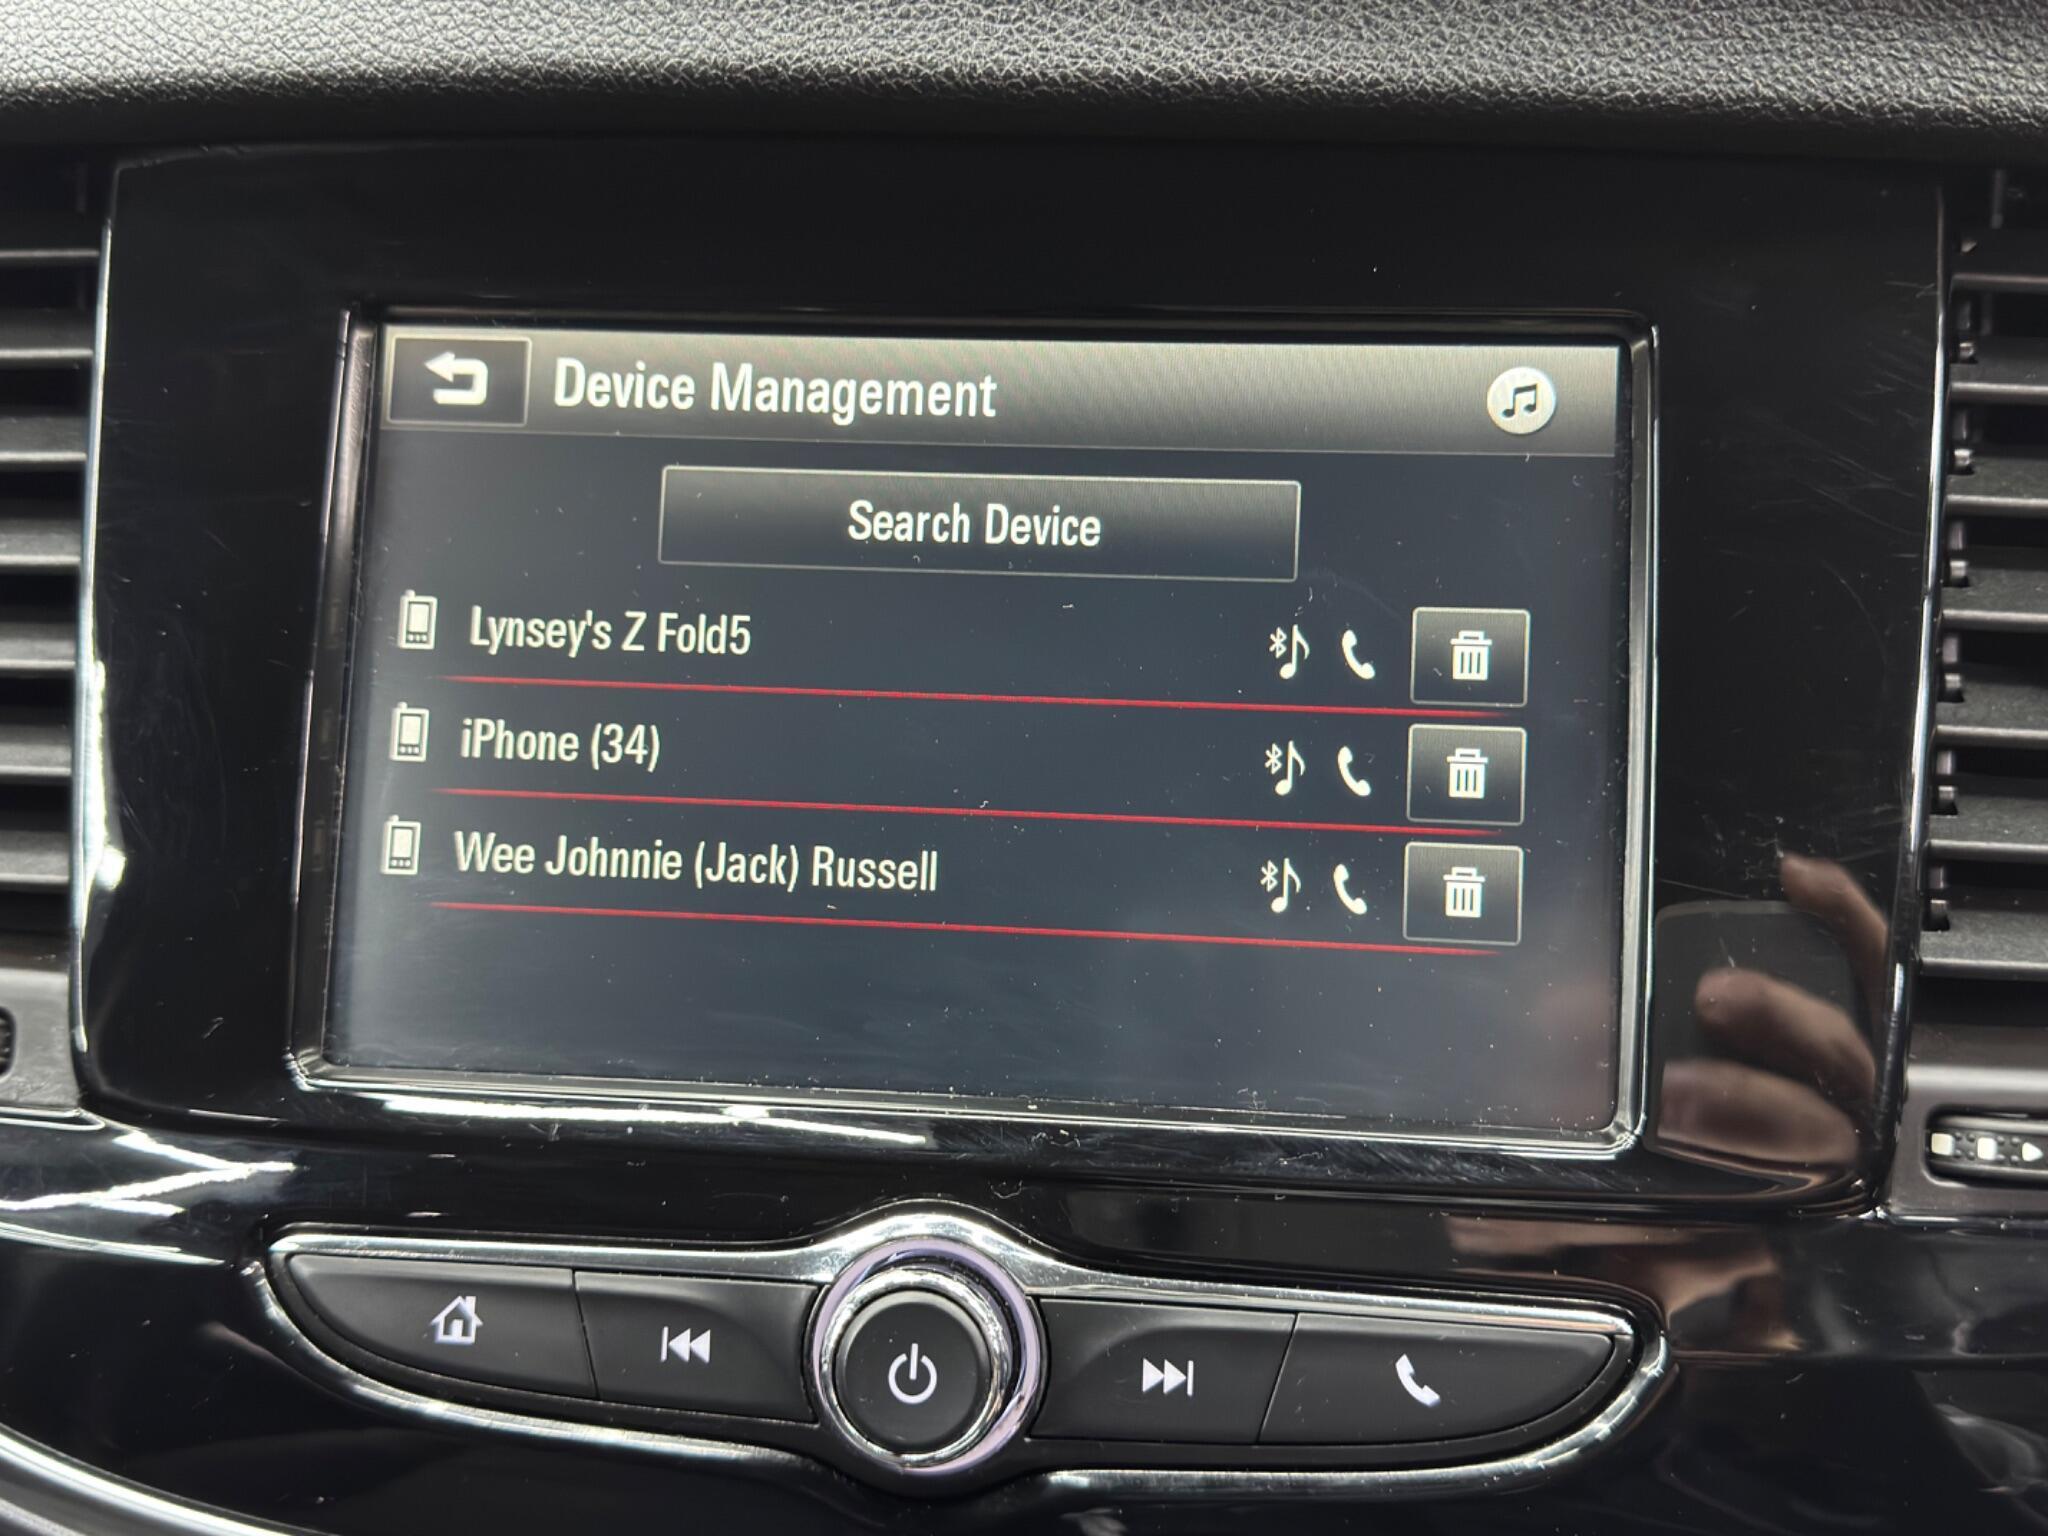 Device Management
Search Device
Lynsey's Z Fold5
iPhone (34)
Wee Johnnie (Jack) Russell